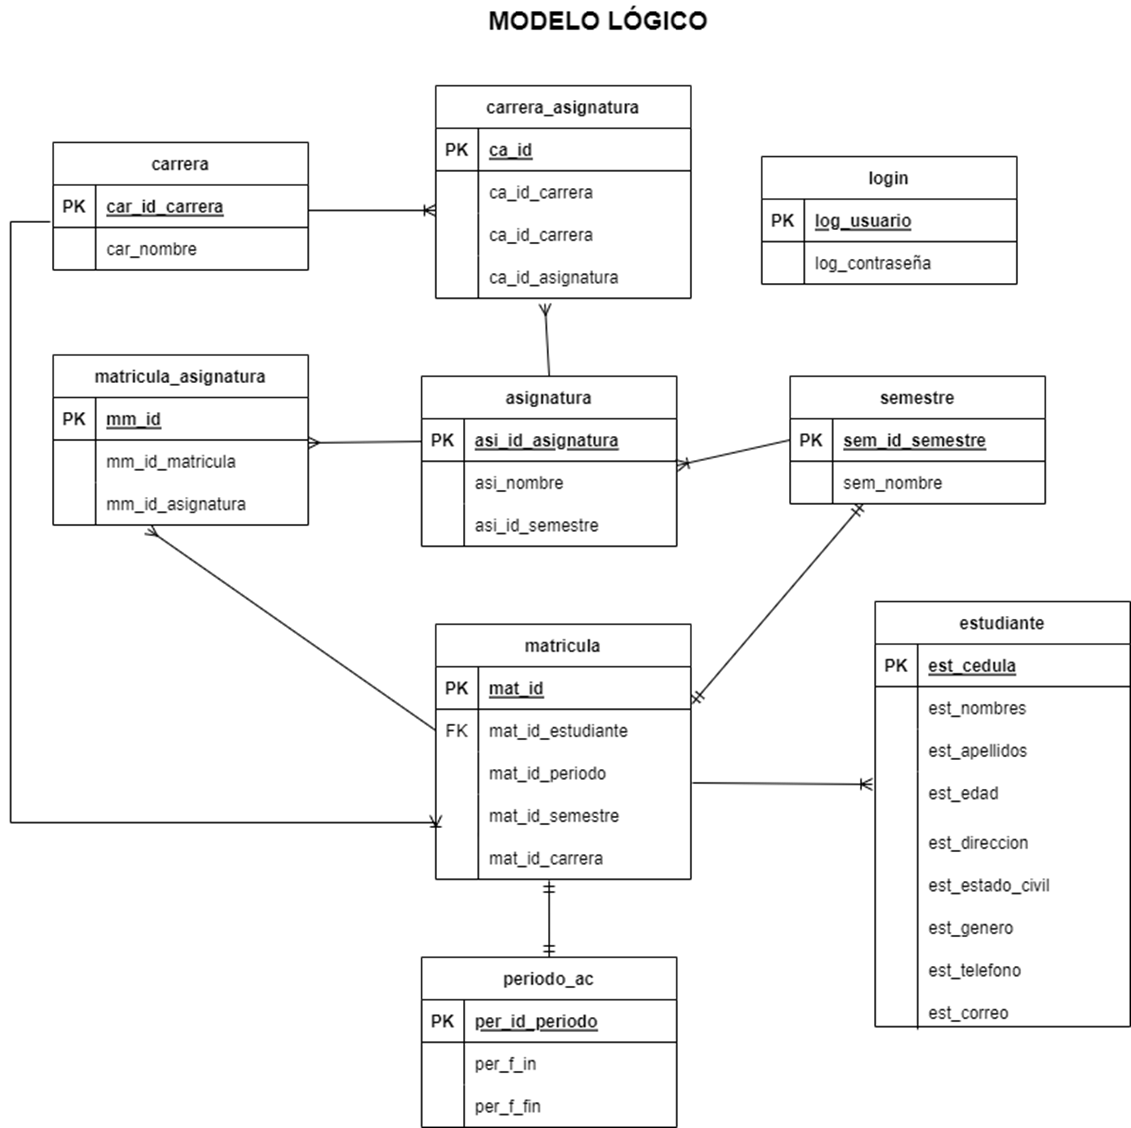 MODELO LÓGICO
carrera_asignatura
PK ca_id
ca_id_carrera
ca_id_carrera
ca_id_asignatura
carrera
PK car_id_carrera
car_nombre
login
PK log_usuario
log_contraseña
matricula_asignatura
PK mm_id
mm_id_matricula
mm_id_asignatura
asignatura
PK asi_id_asignatura
asi_nombre
asi_id_semestre
semestre
PK sem_id_semestre
sem_nombre
matricula
PK mat_id
FK mat_id_estudiante
mat_id_periodo
mat_id_semestre
mat_id_carrera
estudiante
PK est_cedula
est_nombres
est_apellidos
est_edad
est_direccion
est_estado_civil
est_genero
est_telefono
est_correo
periodo_ac
PK per_id_periodo
per_f_in
per_f_fin